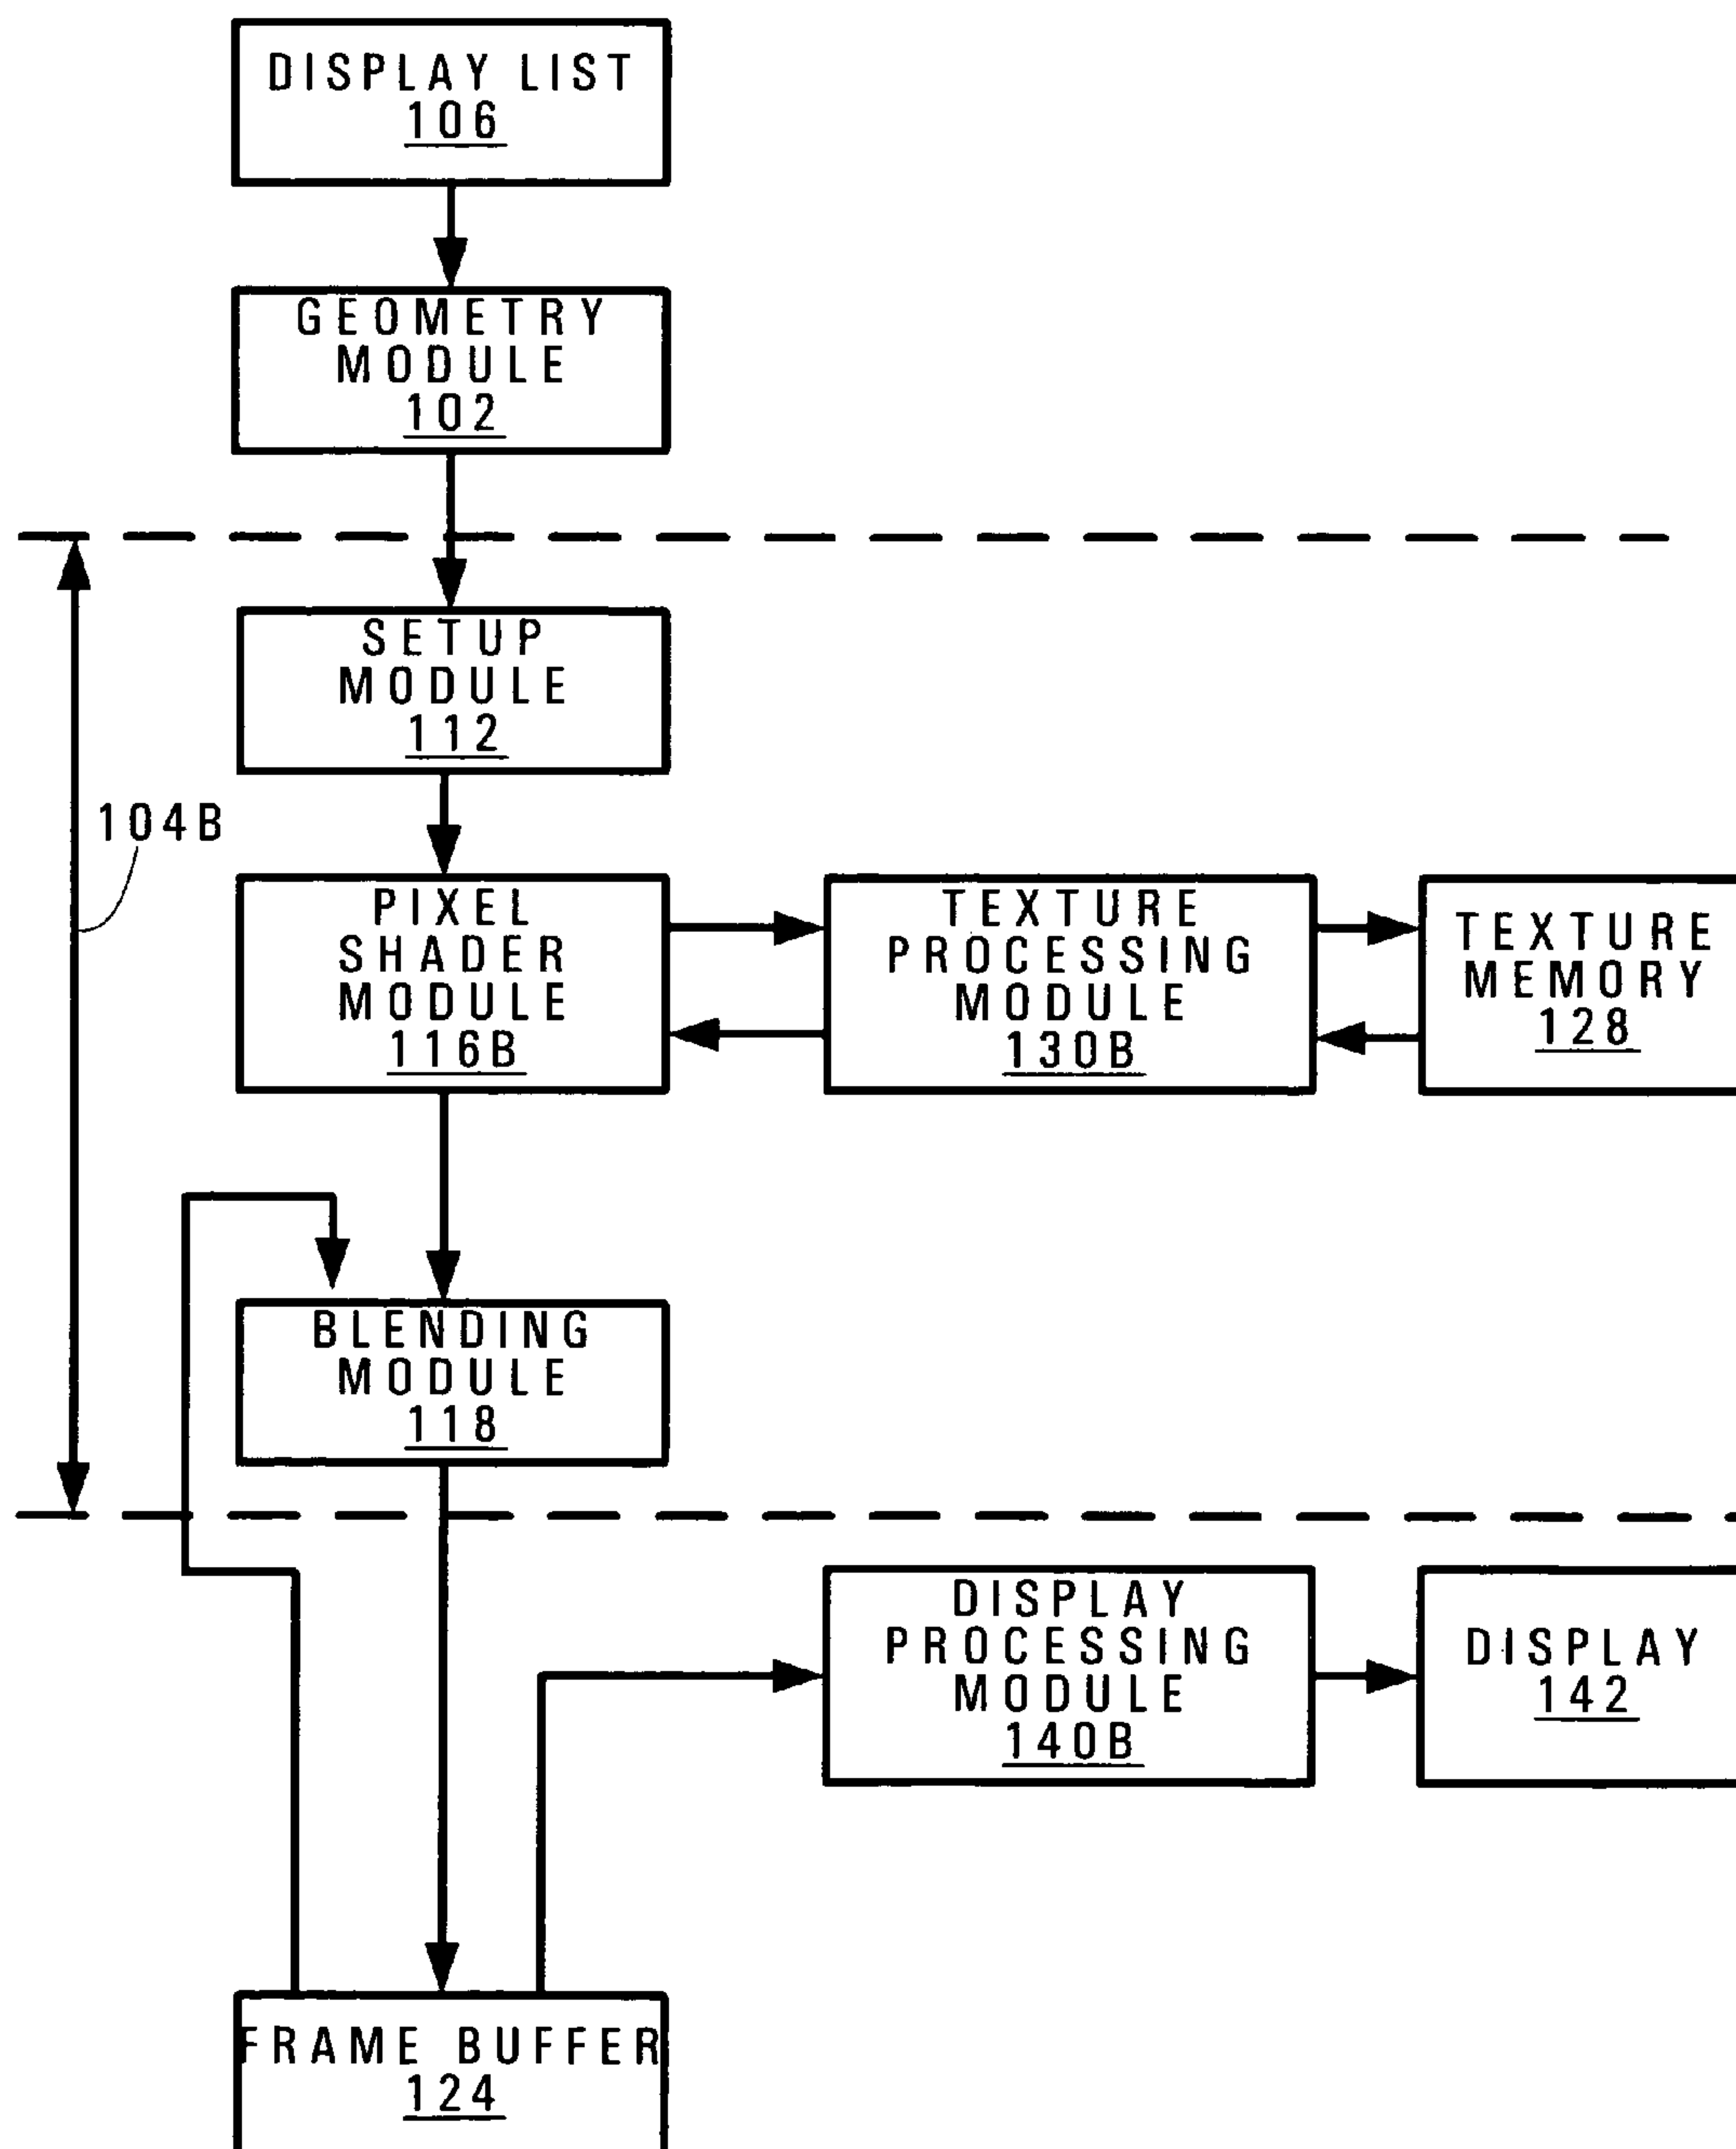 DISPLAY LIST
106
GEOMETRY
MODULE
102
SETUP
MODULE
112
104B
PIXEL
SHADER
MODULE
116B
TEXTURE
PROCESSING
MODULE
130B
TEXTURE
MEMORY
128
BLENDING
MODULE
118
DISPLAY
PROCESSING
MODULE
140B
DISPLAY
142
FRAME BUFFER
124